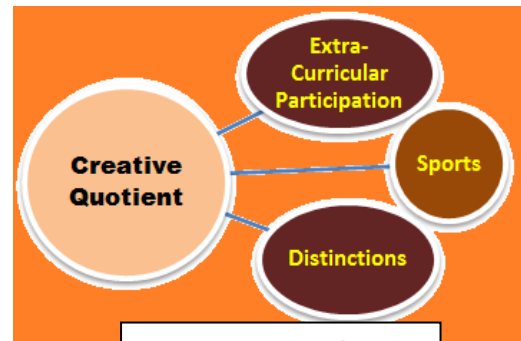 Extra-
Curricular
Participation
Creative
Quotient
Sports
Distinctions